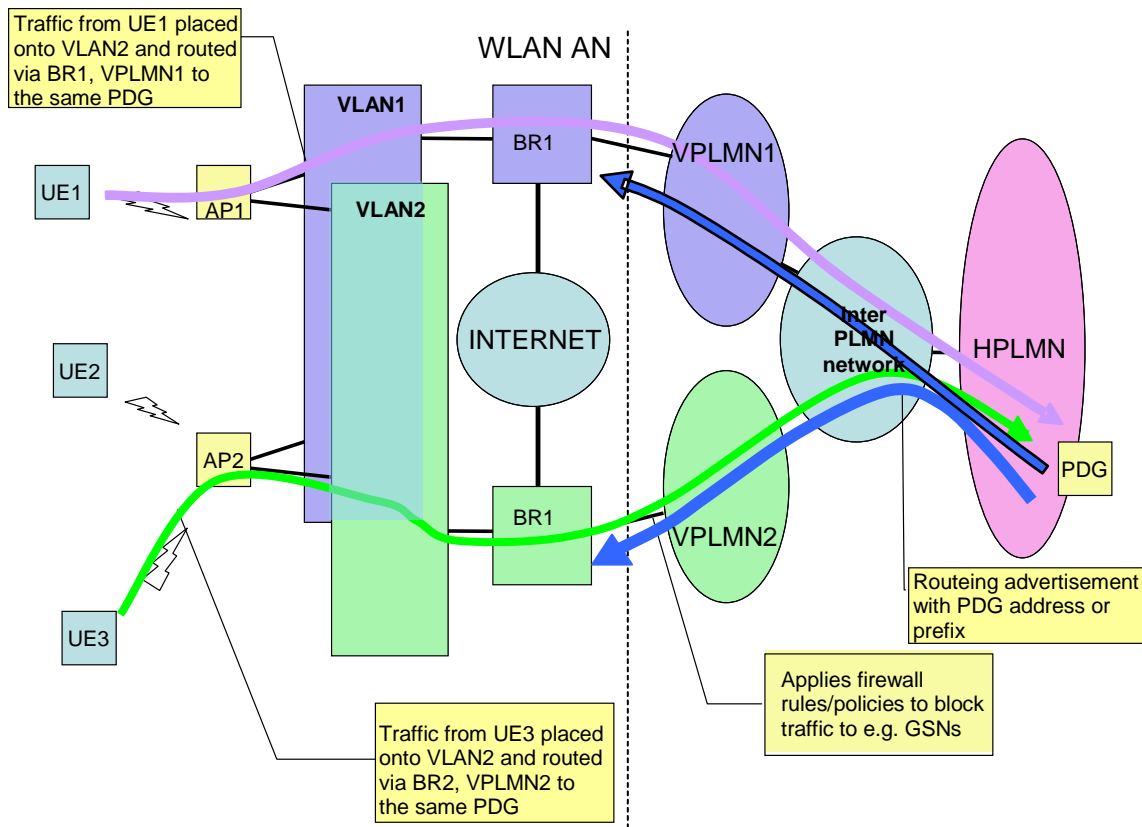 Traffic from UE1 placed
onto VLAN2 and routed
via BR1, VPLMN1 to
the same PDG
WLAN AN
VLAN1
BR1
VPLMN1
UE1
AP1
VLAN2
Inter
PLMN
network
INTERNET
HPLMN
UE2
AP2
PDG
BR1
VPLMN2
UE3
Routeing advertisement
with PDG address or
prefix
Applies firewall
rules/policies to block
traffic to e.g. GSNs
Traffic from UE3 placed
onto VLAN2 and routed
via BR2, VPLMN2 to
the same PDG